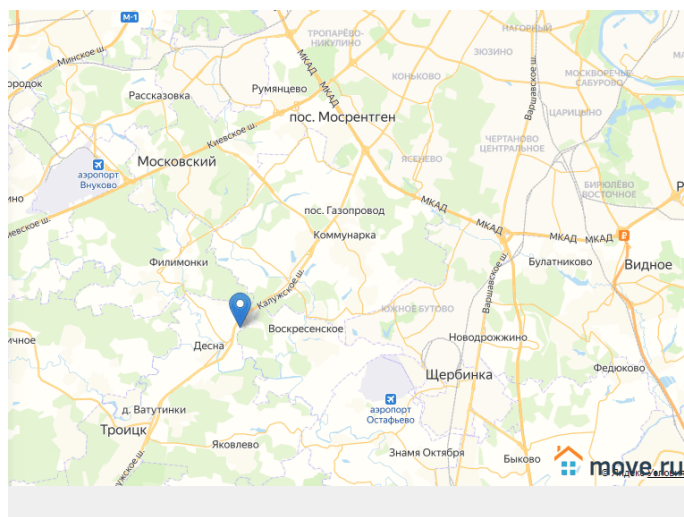 М-1
НАГОРНЫЙ
ТРОПАРЁВО-
НИКУЛИНО
Минское ш.
МКАД
ЗЮЗИНО
Варшавское ш.
КОНЬКОВО
МОСКВОРЕЧЬЕ
САБУРОВО
Рассказовка
Румянцево
МКАД
ЦАРИЦЫНО
пос. Мосрентген
Киевское ш.
ЧЕРТАНОВО
ЦЕНТРАЛЬНОЕ
Московский
ЯСЕНЕВО
аэропорт
Внуково
БИРЮЛЁВО
ВОСТОЧНОЕ
МКАД
пос. Газопровод
МКАД
Коммунарка
МКАД
МКАД
Филимонки
Булатниково
Видное
Калужское ш.
Варшавское ш.
ЮЖНОЕ БУТОВО
Воскресенское
Десна
Новодрожжино
Федюково
Щербинка
аэропорт
Остафьево
д. Ватутинки
Троицк
Яковлево
Знамя Октября
Быково
move.ru